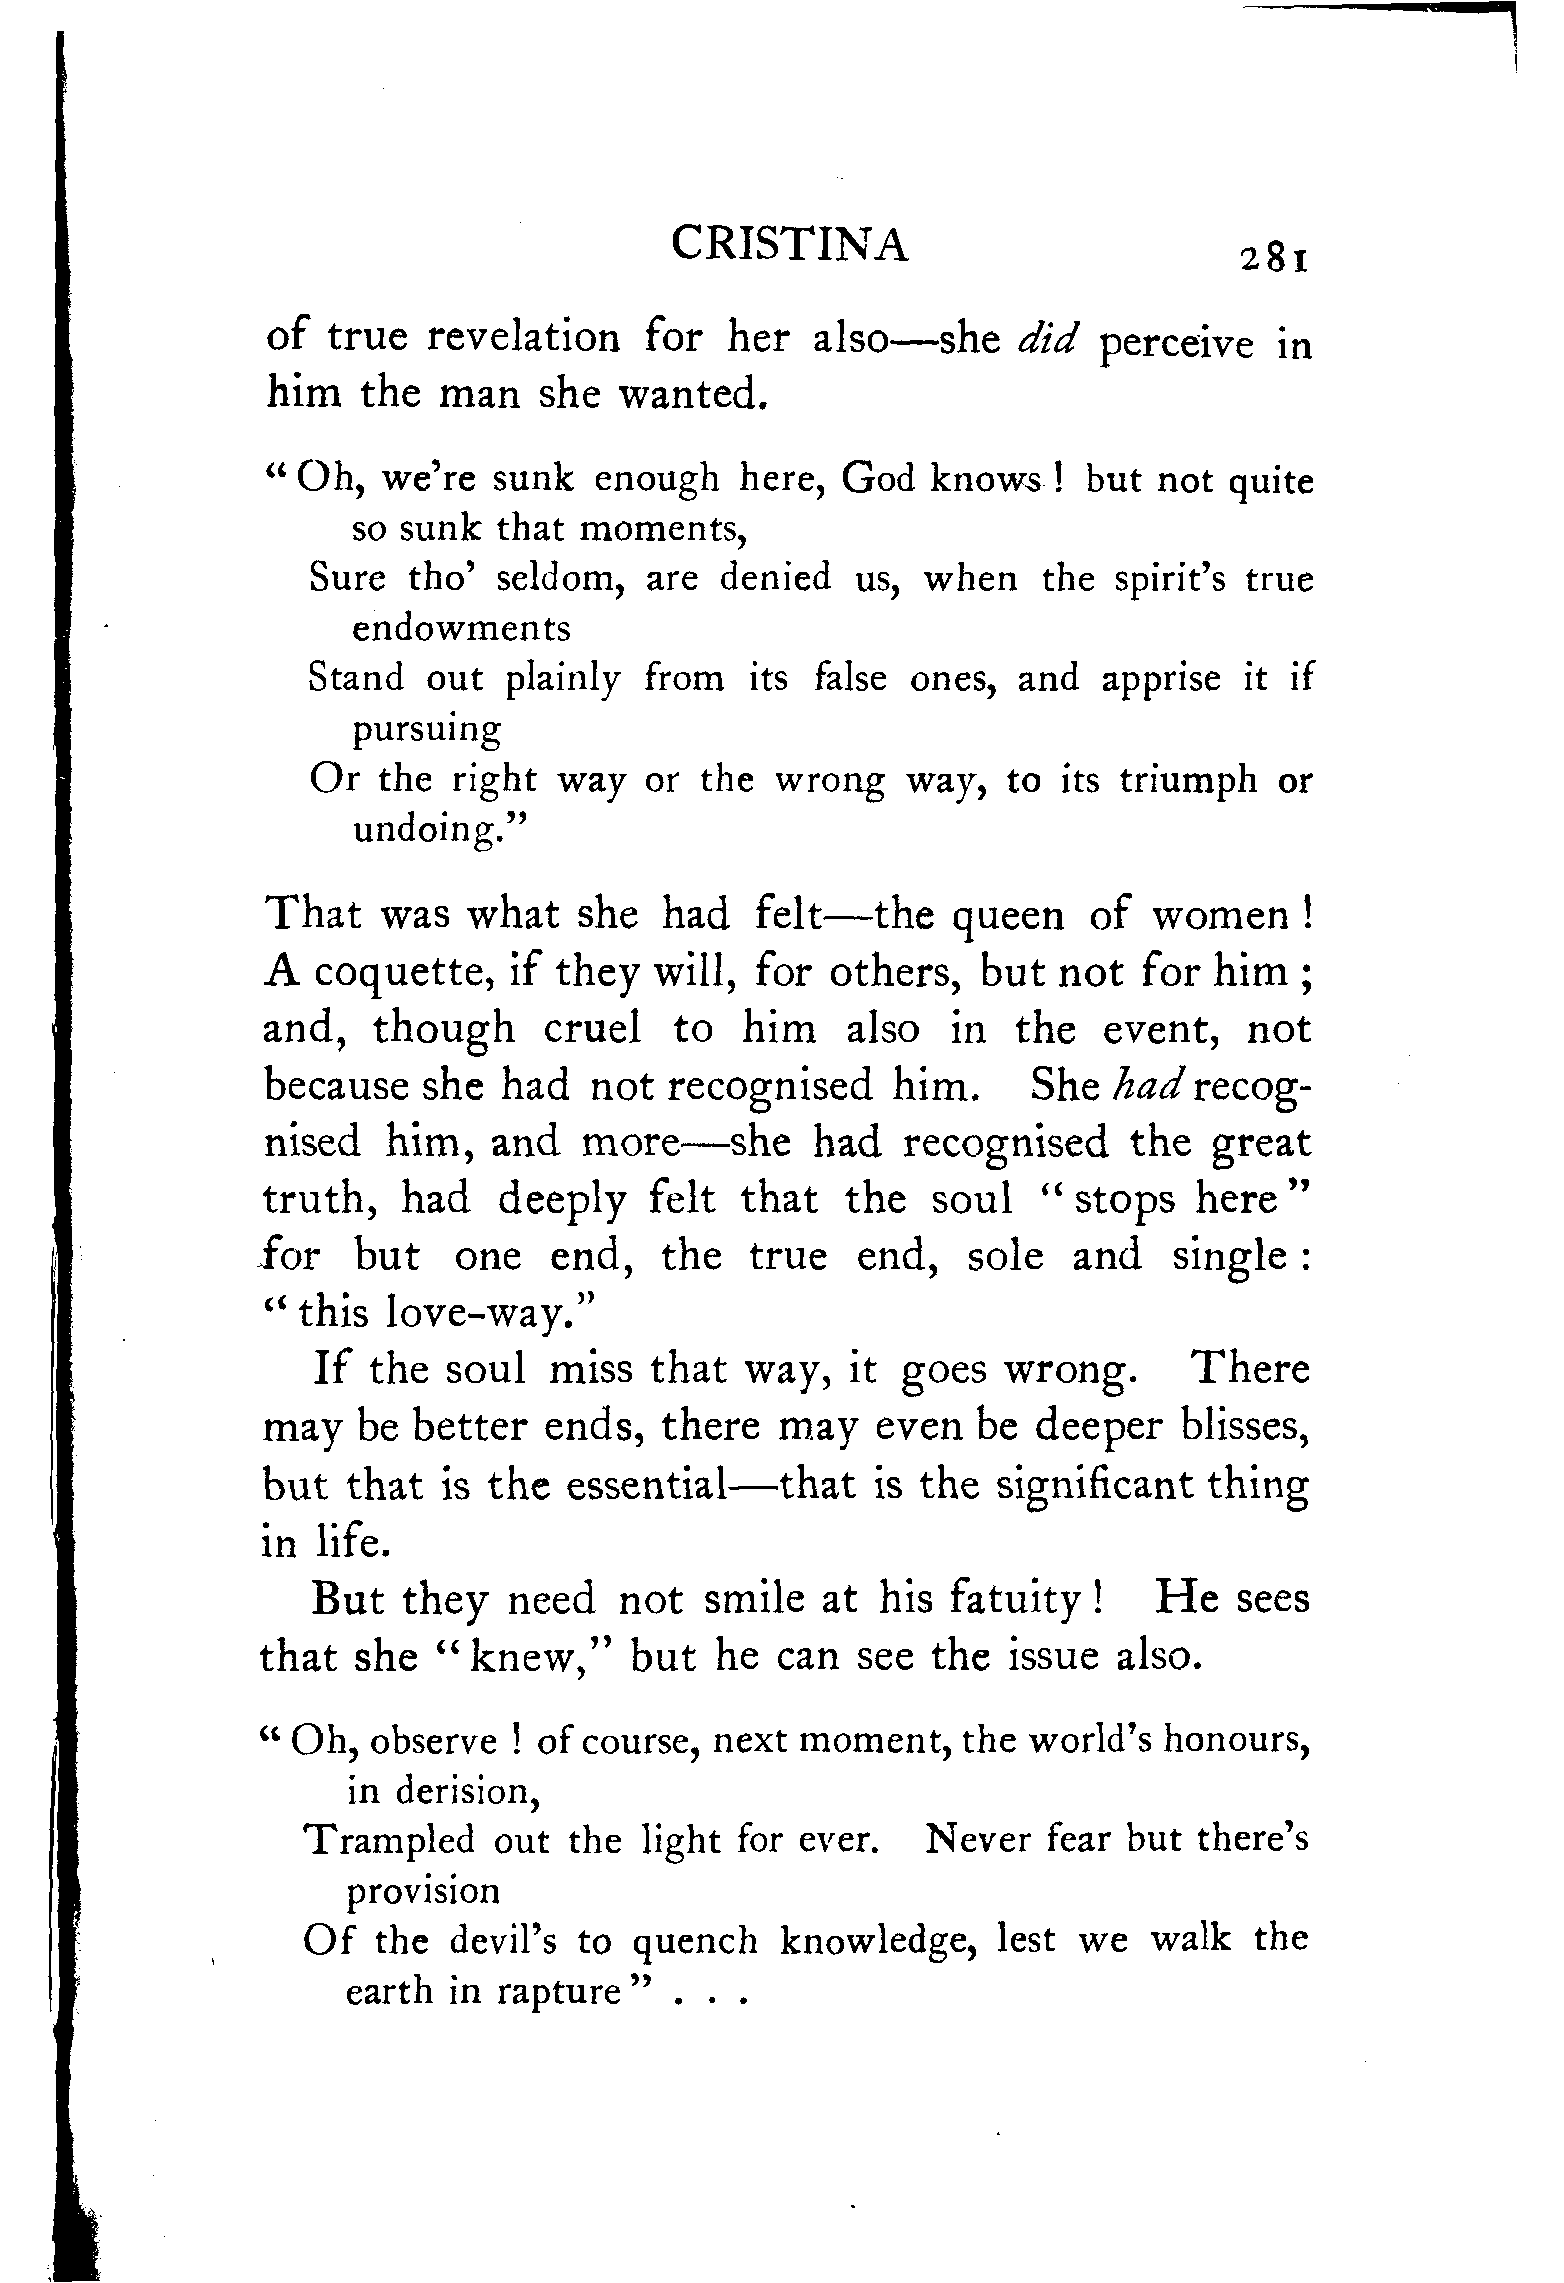 CRISTINA 281
of true revelation for her also—she did perceive in
him the man she wanted.
“Oh, we’re sunk enough here, God knows! but not quite
so sunk that moments,
Sure tho’ seldom, are denied us, when the spirit’s true
endowments
Stand out plainly from its false ones, and apprise it if
pursuing
Or the right way or the wrong way, to its triumph or
undoing.”
That was what she had felt—the queen of women!
A coquette, if they will, for others, but not for him;
and, though cruel to him also in the event, not
because she had not recognised him. She had recog-
nised him, and more—she had recognised the great
truth, had deeply felt that the soul “stops here”
for but one end, the true end, sole and single:
“this love-way.”
If the soul miss that way, it goes wrong. There
may be better ends, there may even be deeper blisses,
but that is the essential—that is the significant thing
in life.
But they need not smile at his fatuity! He sees
that she “knew,” but he can see the issue also.
“Oh, observe! of course, next moment, the world’s honours,
in derision,
Trampled out the light for ever. Never fear but there’s
provision
Of the devil’s to quench knowledge, lest we walk the
earth in rapture” . . .